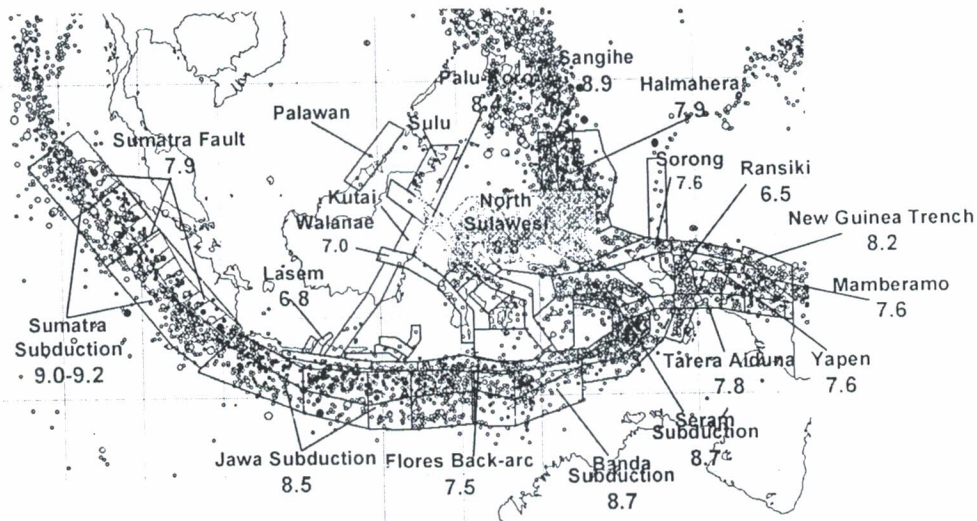 Sangihe
8.9
Palu-Koro
8.4
Halmahera
7.9
Palawan
Sulu
Sumatra Fault
7.9
Sorong
7.6
Ransiki
6.5
Kutai
Walanae
7.0
North
Sulawesi
New Guinea Trench
8.2
Lasem
6.8
Mamberamo
7.6
Sumatra
Subduction
9.0-9.2
Tarera Aiduna
7.8
Yapen
7.6
Seram
Subduction
8.7
Jawa Subduction
8.5
Flores Back-arc
7.5
Banda
Subduction
8.7